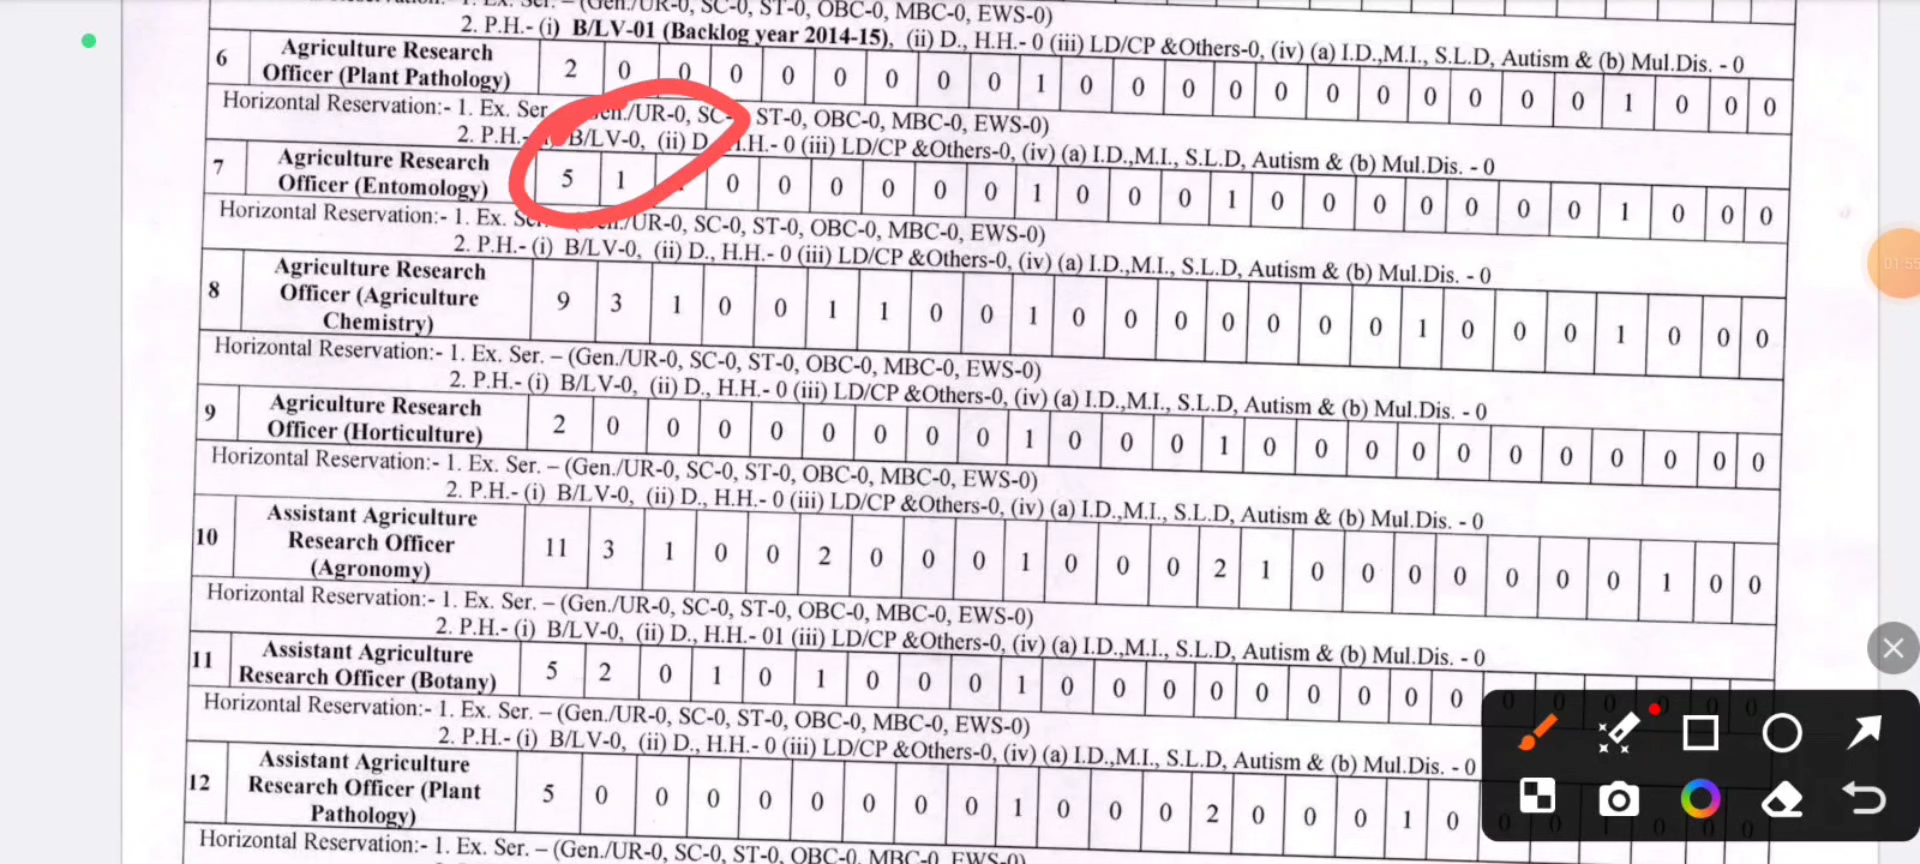 1. Ex. Ser. – (Gen./UR-0, SC-0, ST-0, OBC-0, MBC-0, EWS-0)
2. P.H.- (i) B/LV-01 (Backlog year 2014-15), (ii) D., H.H.- 0 (iii) LD/CP &Others-0, (iv) (a) I.D.,M.I., S.L.D, Autism & (b) Mul.Dis. - 0
6 Agriculture Research Officer (Plant Pathology) 2 0 0 0 0 0 0 0 0 1 0 0 0 0 0 0 0 0 0 0 0 1 0 0 0
Horizontal Reservation:- 1. Ex. Ser. /UR-0, SC- ST-0, OBC-0, MBC-0, EWS-0)
2. P.H.- B/LV-0, (ii) D. H.- 0 (iii) LD/CP &Others-0, (iv) (a) I.D.,M.I., S.L.D, Autism & (b) Mul.Dis. - 0
7 Agriculture Research Officer (Entomology) 5 1 0 0 0 0 0 0 1 0 0 0 1 0 0 0 0 0 0 0 1 0 0 0
Horizontal Reservation:- 1. Ex. /UR-0, SC-0, ST-0, OBC-0, MBC-0, EWS-0)
2. P.H.- (i) B/LV-0, (ii) D., H.H.- 0 (iii) LD/CP &Others-0, (iv) (a) I.D.,M.I., S.L.D, Autism & (b) Mul.Dis. - 0
8 Agriculture Research Officer (Agriculture Chemistry) 9 3 1 0 0 1 1 0 0 1 0 0 0 0 0 0 0 1 0 0 0 1 0 0 0
Horizontal Reservation:- 1. Ex. Ser. – (Gen./UR-0, SC-0, ST-0, OBC-0, MBC-0, EWS-0)
2. P.H.- (i) B/LV-0, (ii) D., H.H.- 0 (iii) LD/CP &Others-0, (iv) (a) I.D.,M.I., S.L.D, Autism & (b) Mul.Dis. - 0
9 Agriculture Research Officer (Horticulture) 2 0 0 0 0 0 0 0 0 1 0 0 0 1 0 0 0 0 0 0 0 0 0 0 0
Horizontal Reservation:- 1. Ex. Ser. – (Gen./UR-0, SC-0, ST-0, OBC-0, MBC-0, EWS-0)
2. P.H.- (i) B/LV-0, (ii) D., H.H.- 0 (iii) LD/CP &Others-0, (iv) (a) I.D.,M.I., S.L.D, Autism & (b) Mul.Dis. - 0
10 Assistant Agriculture Research Officer (Agronomy) 11 3 1 0 0 2 0 0 0 1 0 0 0 2 1 0 0 0 0 0 0 0 1 0 0
Horizontal Reservation:- 1. Ex. Ser. – (Gen./UR-0, SC-0, ST-0, OBC-0, MBC-0, EWS-0)
2. P.H.- (i) B/LV-0, (ii) D., H.H.- 01 (iii) LD/CP &Others-0, (iv) (a) I.D.,M.I., S.L.D, Autism & (b) Mul.Dis. - 0
11 Assistant Agriculture Research Officer (Botany) 5 2 0 1 0 1 0 0 0 1 0 0 0 0 0 0 0 0 0
Horizontal Reservation:- 1. Ex. Ser. – (Gen./UR-0, SC-0, ST-0, OBC-0, MBC-0, EWS-0)
2. P.H.- (i) B/LV-0, (ii) D., H.H.- 0 (iii) LD/CP &Others-0, (iv) (a) I.D.,M.I., S.L.D, Autism & (b) Mul.Dis. - 0
12 Assistant Agriculture Research Officer (Plant Pathology) 5 0 0 0 0 0 0 0 0 1 0 0 0 2 0 0 0 1 0
Horizontal Reservation:- 1. Ex. Ser. – (Gen./UR-0, SC-0, ST-0, OBC-0, MBC-0, EWS-0)
01:55